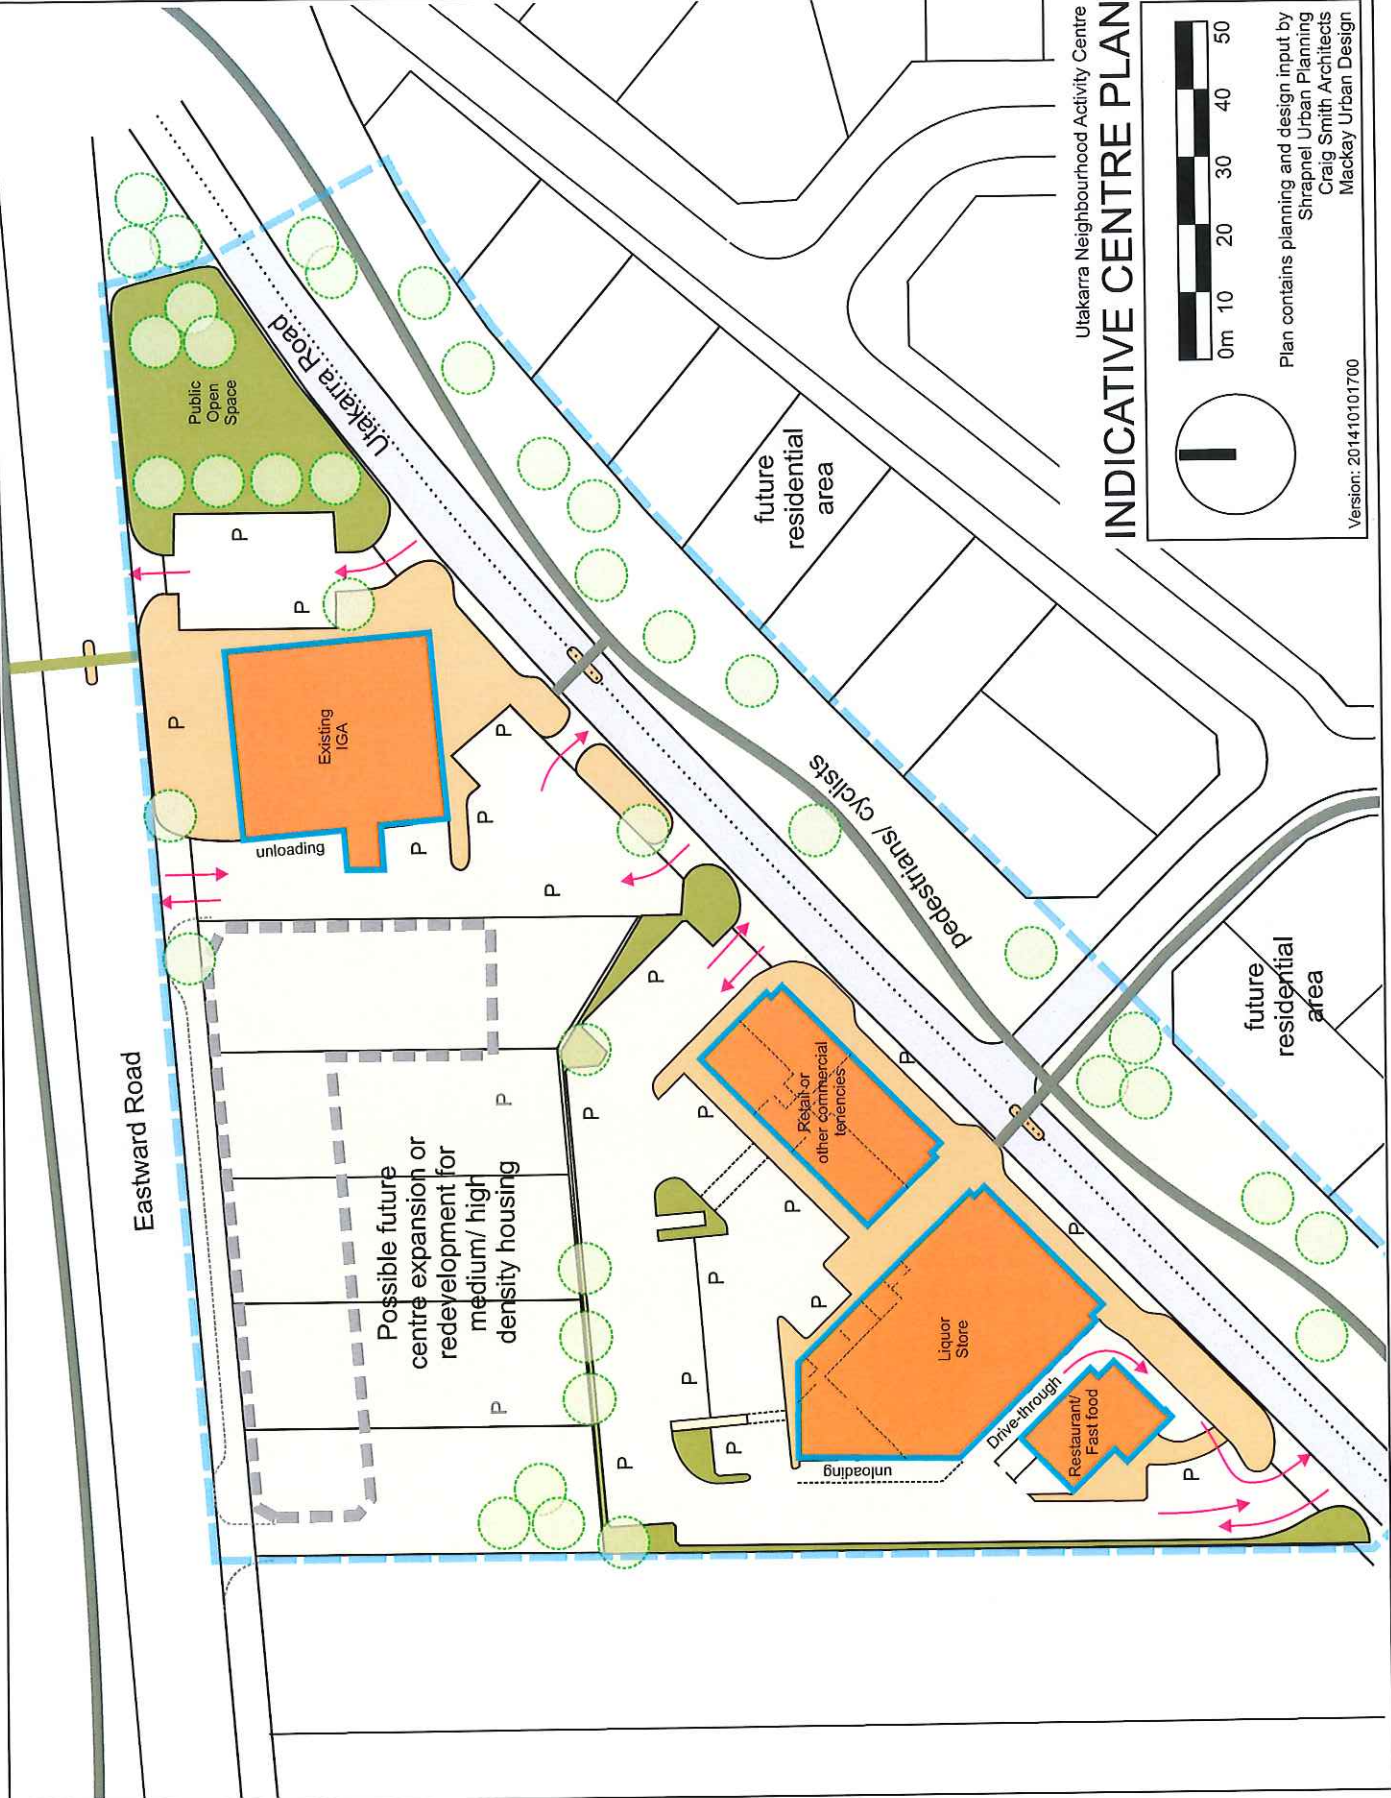 Utakarra Neighbourhood Activity Centre
INDICATIVE CENTRE PLAN
0m 10 20 30 40 50
Plan contains planning and design input by
Shrapnel Urban Planning
Craig Smith Architects
Mackay Urban Design
Version: 201410101700
Eastward Road
Utakarra Road
Public
Open
Space
P
P
P
Existing
IGA
unloading
P
P
P
P
Possible future
centre expansion or
redevelopment for
medium/ high
density housing
P
P
P
P
P
P
P
P
P
P
P
P
P
P
Retail or
other commercial
tenencies
Liquor
Store
unloading
Drive-through
Restaurant/
Fast food
P
pedestrians/ cyclists
future
residential
area
future
residential
area